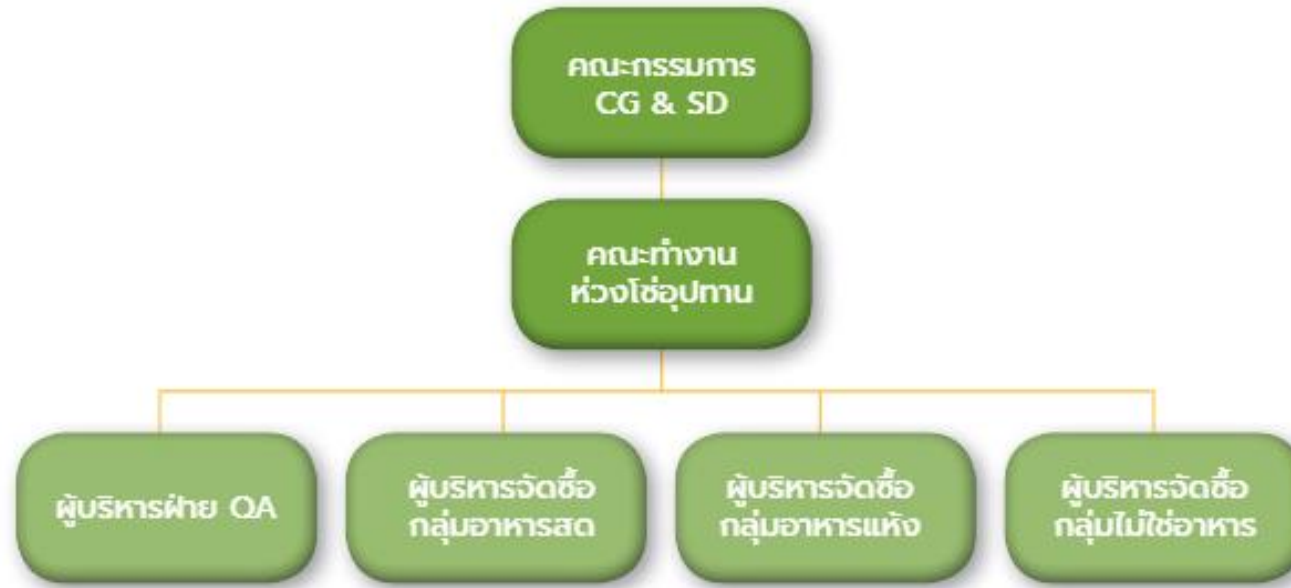 คณะกรรมการ
CG & SD
คณะทำงาน
ห่วงโซ่อุปทาน
ผู้บริหารฝ่าย QA
ผู้บริหารจัดซื้อ
กลุ่มอาหารสด
ผู้บริหารจัดซื้อ
กลุ่มอาหารแห้ง
ผู้บริหารจัดซื้อ
กลุ่มไม่ใช่อาหาร